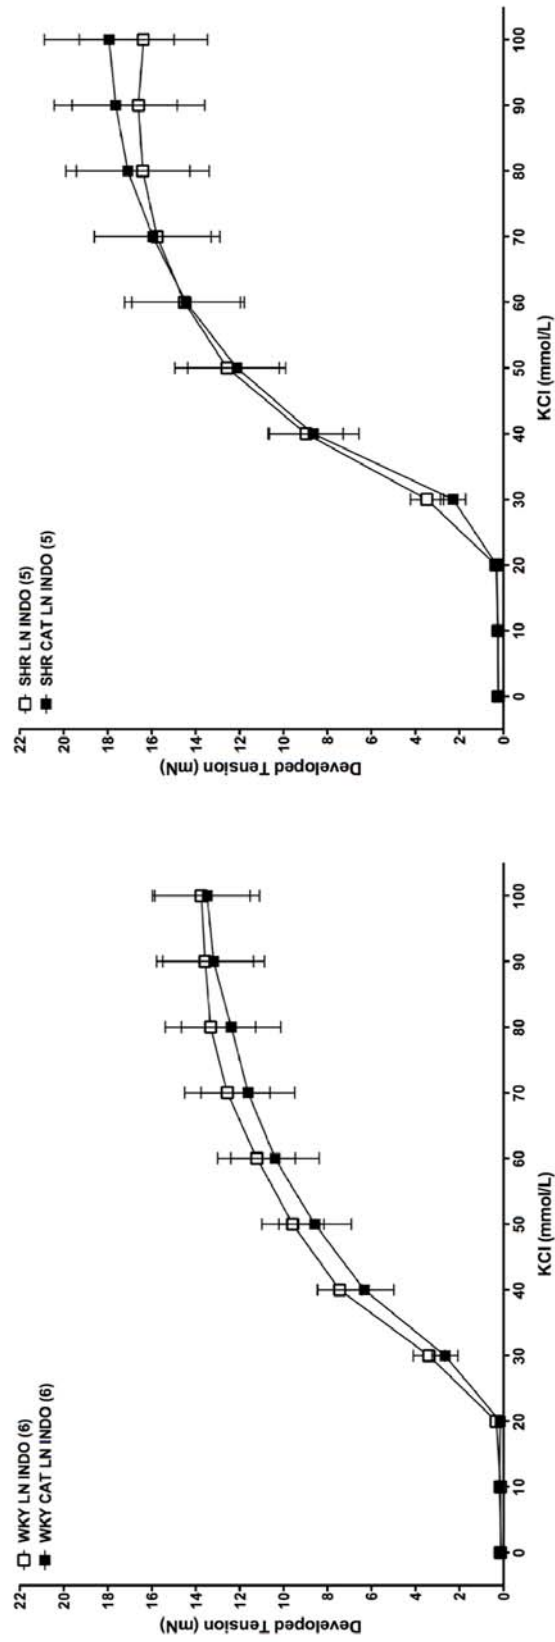 WKY LN INDO (6)
WKY CAT LN INDO (6)
Developed Tension (mN)
22
20
18
16
14
12
10
8
6
4
2
0
0 10 20 30 40 50 60 70 80 90 100
KCl (mmol/L)
SHR LN INDO (5)
SHR CAT LN INDO (5)
Developed Tension (mN)
22
20
18
16
14
12
10
8
6
4
2
0
0 10 20 30 40 50 60 70 80 90 100
KCl (mmol/L)